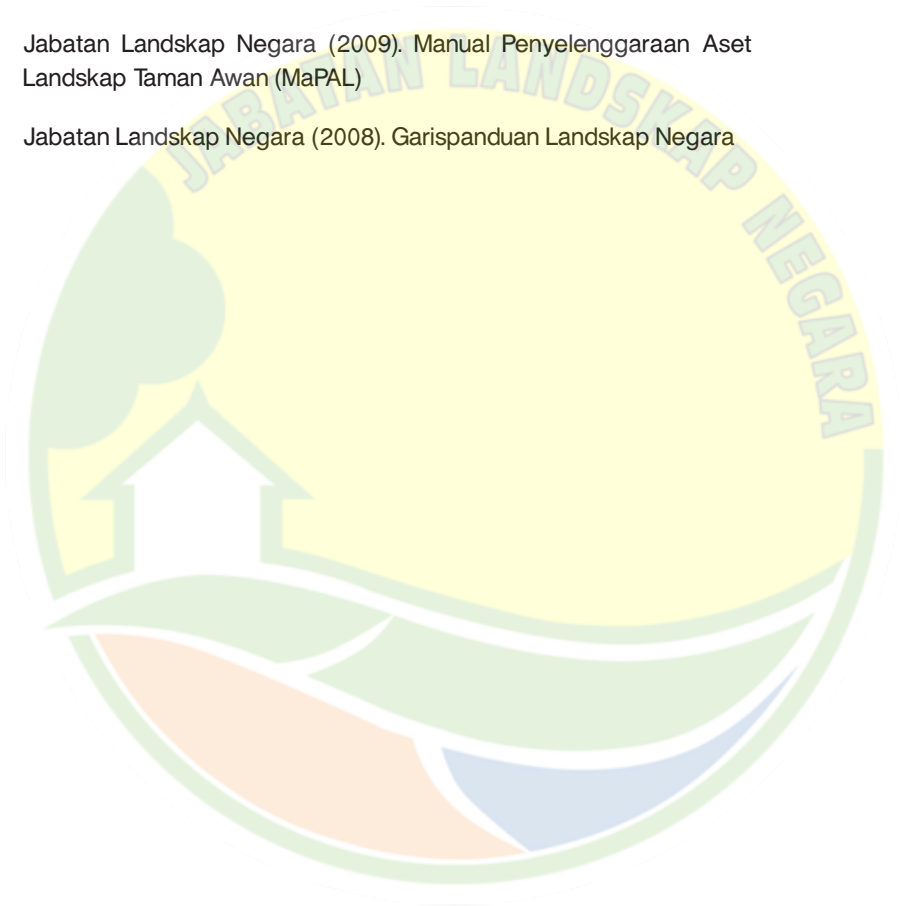 Jabatan Landskap Negara (2009). Manual Penyelenggaraan Aset
Landskap Taman Awan (MaPAL)
Jabatan Landskap Negara (2008). Garispanduan Landskap Negara
JABATAN LANDSKAP NEGARA